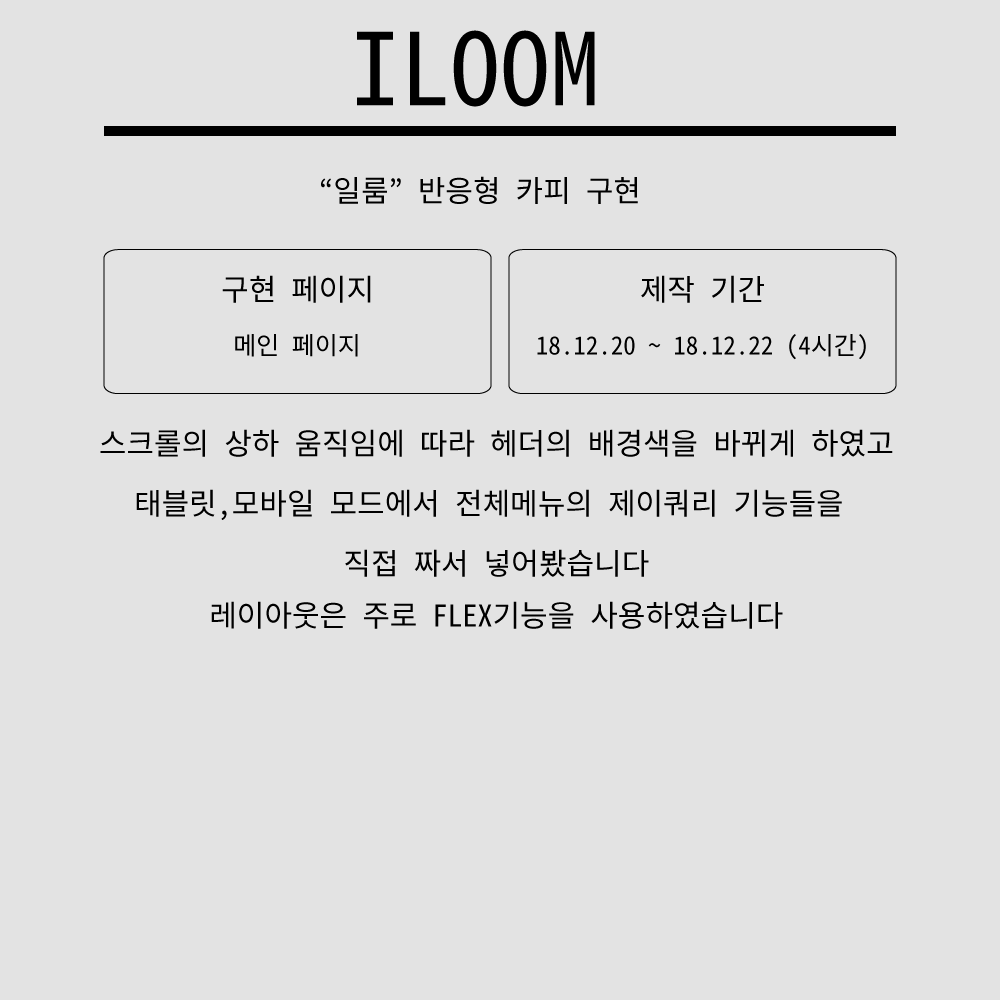 ILOOM
“일룸” 반응형 카피 구현
구현 페이지
메인 페이지
제작 기간
18.12.20 ~ 18.12.22 (4시간)
스크롤의 상하 움직임에 따라 헤더의 배경색을 바뀌게 하였고
태블릿,모바일 모드에서 전체메뉴의 제이쿼리 기능들을
직접 짜서 넣어봤습니다
레이아웃은 주로 FLEX기능을 사용하였습니다